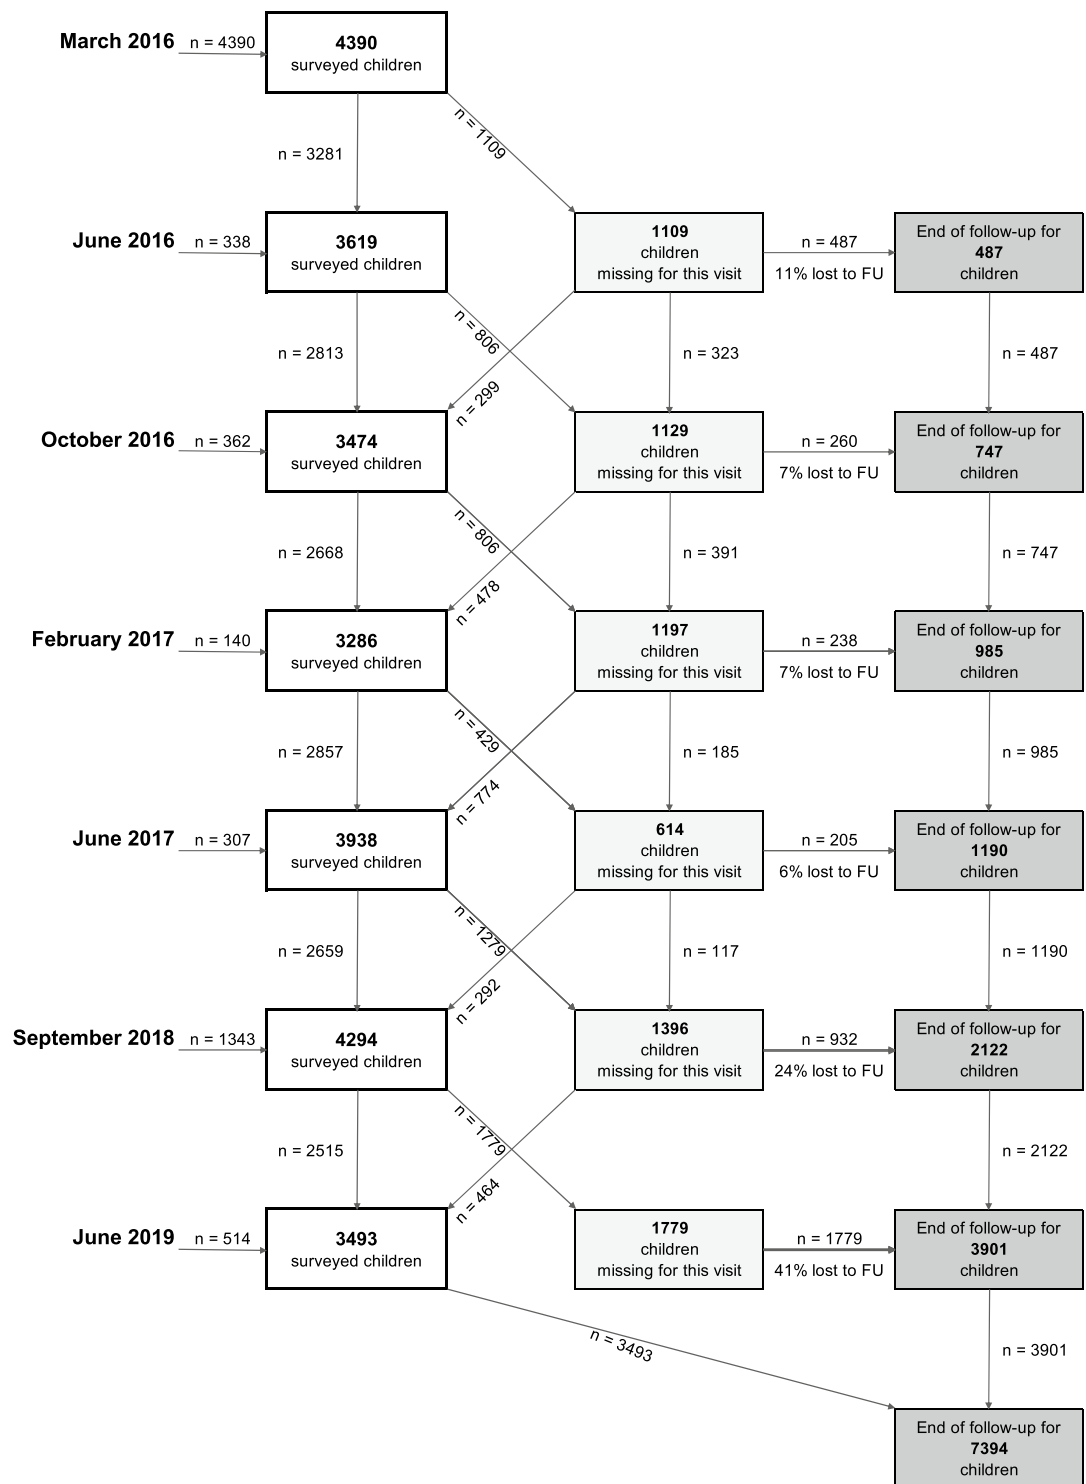 March 2016
n = 4390
4390
surveyed children
n = 3281
n = 1109
June 2016
n = 338
3619
surveyed children
1109
children
missing for this visit
n = 487
11% lost to FU
End of follow-up for
487
children
n = 2813
n = 806
n = 299
n = 323
n = 487
October 2016
n = 362
3474
surveyed children
1129
children
missing for this visit
n = 260
7% lost to FU
End of follow-up for
747
children
n = 2668
n = 806
n = 478
n = 391
n = 747
February 2017
n = 140
3286
surveyed children
1197
children
missing for this visit
n = 238
7% lost to FU
End of follow-up for
985
children
n = 2857
n = 429
n = 774
n = 185
n = 985
June 2017
n = 307
3938
surveyed children
614
children
missing for this visit
n = 205
6% lost to FU
End of follow-up for
1190
children
n = 2659
n = 1279
n = 292
n = 117
n = 1190
September 2018
n = 1343
4294
surveyed children
1396
children
missing for this visit
n = 932
24% lost to FU
End of follow-up for
2122
children
n = 2515
n = 1779
n = 464
n = 2122
June 2019
n = 514
3493
surveyed children
1779
children
missing for this visit
n = 1779
41% lost to FU
End of follow-up for
3901
children
n = 3493
n = 3901
End of follow-up for
7394
children